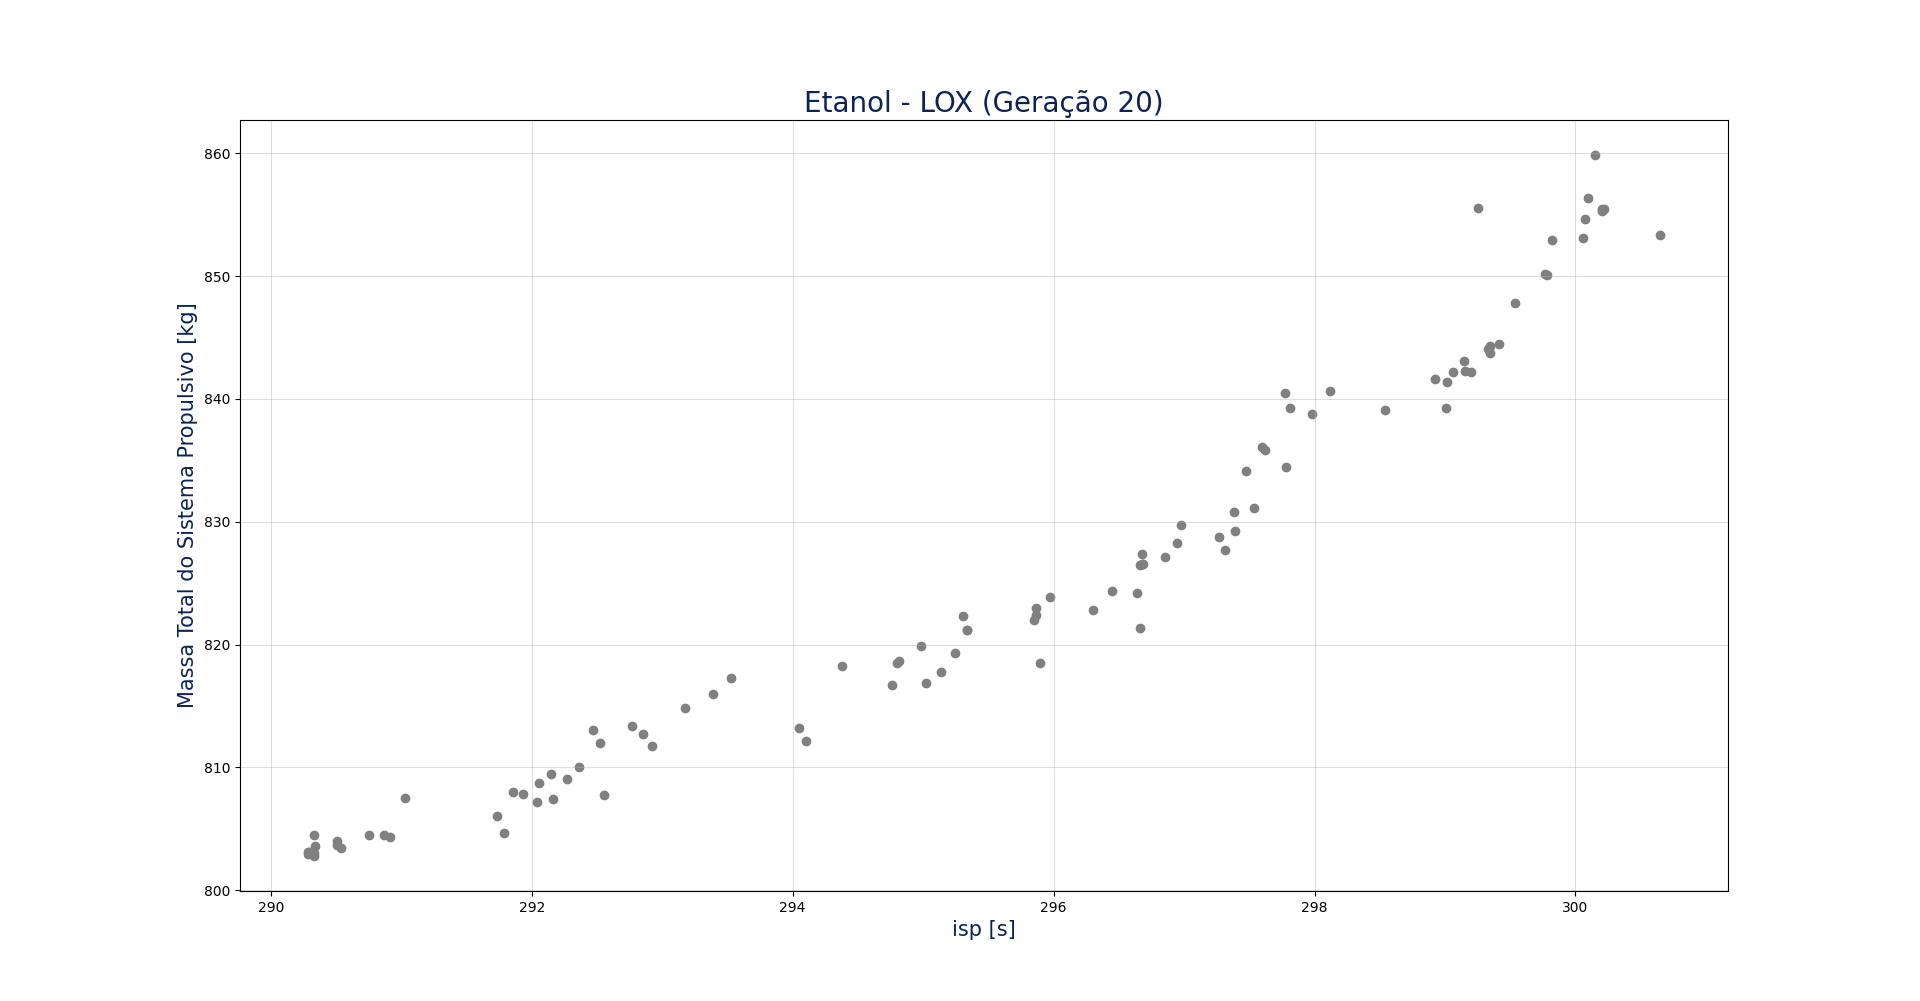 Etanol - LOX (Geração 20)
Massa Total do Sistema Propulsivo [kg]
860
850
840
830
820
810
800
290 292 294 296 298 300
isp [s]